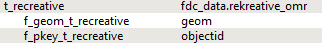 t_recreative fdc_data.rekreative_omr
f_geom_t_recreative geom
f_pkey_t_recreative objectid